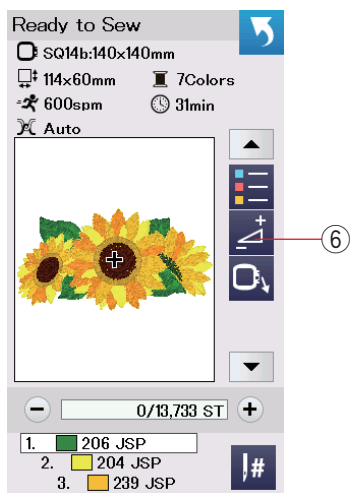 Ready to Sew
SQ14b:140x140mm
114x60mm 7Colors
600spm 31min
Auto
⑥
0/13,733 ST
1. 206 JSP
2. 204 JSP
3. 239 JSP
#